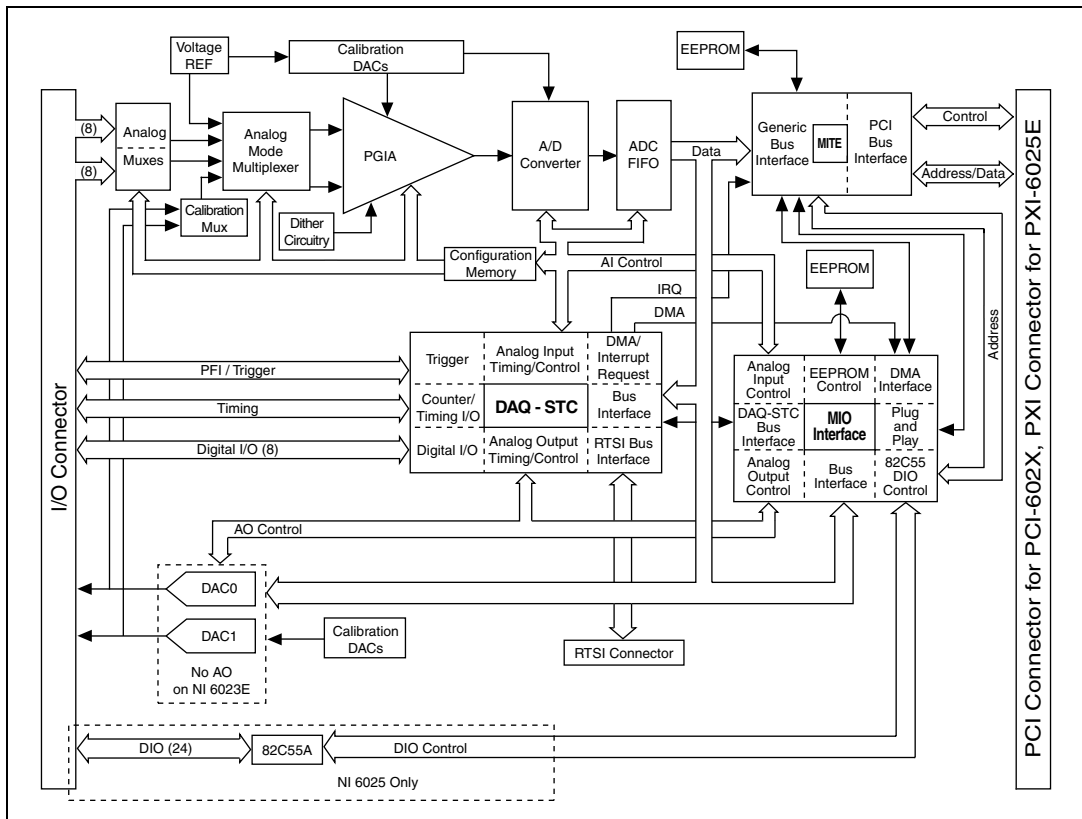 Voltage
REF
Calibration
DACs
EEPROM
(8)
(8)
Analog
Muxes
Analog
Mode
Multiplexer
PGIA
A/D
Converter
ADC
FIFO
Data
Generic
Bus
Interface
MITE
PCI
Bus
Interface
Control
Address/Data
Calibration
Mux
Dither
Circuitry
Configuration
Memory
AI Control
IRQ
DMA
EEPROM
Address
I/O Connector
PFI / Trigger
Timing
Digital I/O (8)
Trigger
Analog Input
Timing/Control
DMA/
Interrupt
Request
Counter/
Timing I/O
DAQ - STC
Bus
Interface
Digital I/O
Analog Output
Timing/Control
RTSI Bus
Interface
Analog
Input
Control
EEPROM
Control
DMA
Interface
DAQ-STC
Bus
Interface
MIO
Interface
Plug
and
Play
Analog
Output
Control
Bus
Interface
82C55
DIO
Control
AO Control
DAC0
DAC1
Calibration
DACs
No AO
on NI 6023E
RTSI Connector
DIO (24)
82C55A
DIO Control
NI 6025 Only
PCI Connector for PCI-602X, PXI Connector for PXI-6025E